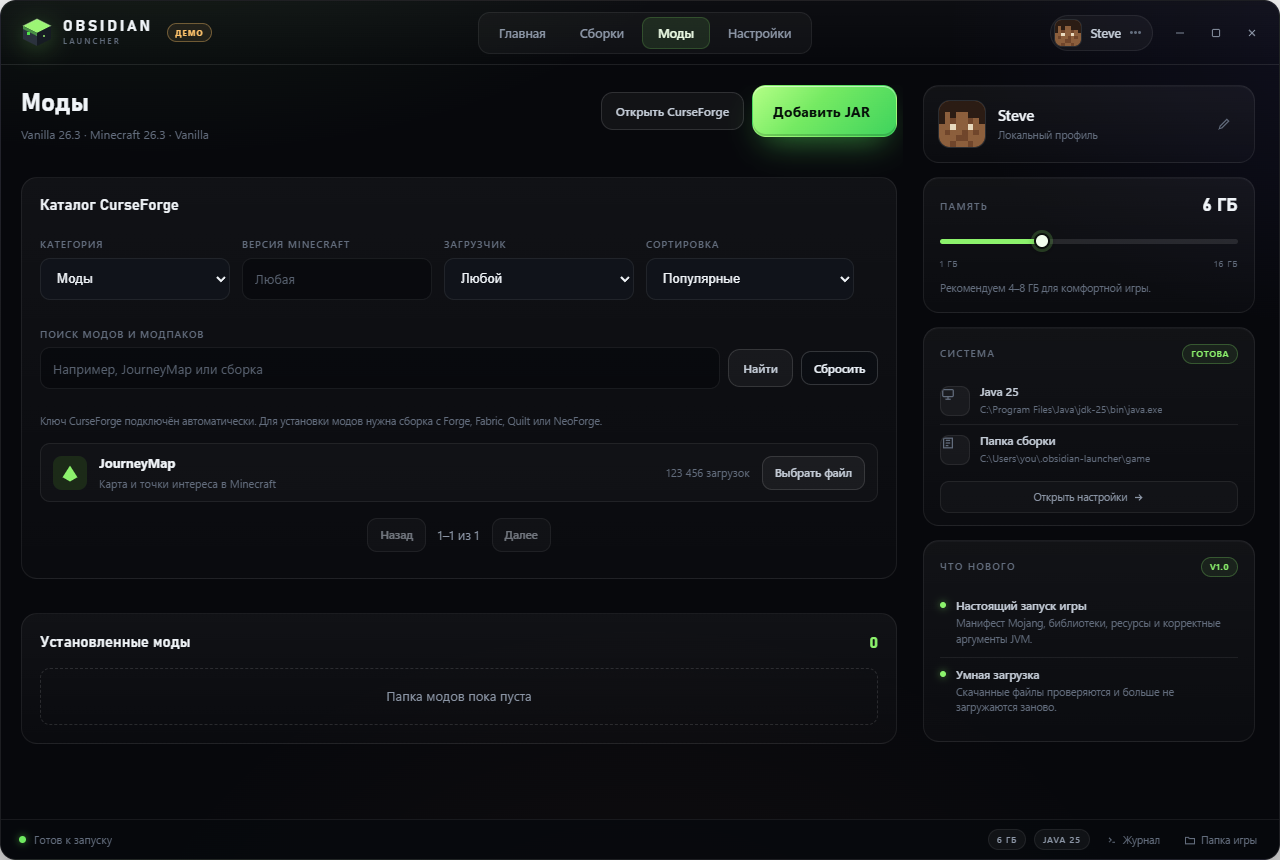 OBSIDIAN
LAUNCHER
ДЕМО
Главная
Сборки
Моды
Настройки
Steve
Моды
Vanilla 26.3 · Minecraft 26.3 · Vanilla
Открыть CurseForge
Добавить JAR
Каталог CurseForge
КАТЕГОРИЯ
ВЕРСИЯ MINECRAFT
ЗАГРУЗЧИК
СОРТИРОВКА
Моды
Любая
Любой
Популярные
ПОИСК МОДОВ И МОДПАКОВ
Например, JourneyMap или сборка
Найти
Сбросить
Ключ CurseForge подключён автоматически. Для установки модов нужна сборка с Forge, Fabric, Quilt или NeoForge.
JourneyMap
Карта и точки интереса в Minecraft
123 456 загрузок
Выбрать файл
Назад
1–1 из 1
Далее
Установленные моды
0
Папка модов пока пуста
Steve
Локальный профиль
ПАМЯТЬ
6 ГБ
1 ГБ
16 ГБ
Рекомендуем 4–8 ГБ для комфортной игры.
СИСТЕМА
ГОТОВА
Java 25
C:\Program Files\Java\jdk-25\bin\java.exe
Папка сборки
C:\Users\you\.obsidian-launcher\game
Открыть настройки →
ЧТО НОВОГО
V1.0
Настоящий запуск игры
Манифест Mojang, библиотеки, ресурсы и корректные
аргументы JVM.
Умная загрузка
Скачанные файлы проверяются и больше не
загружаются заново.
Готов к запуску
6 ГБ
JAVA 25
Журнал
Папка игры